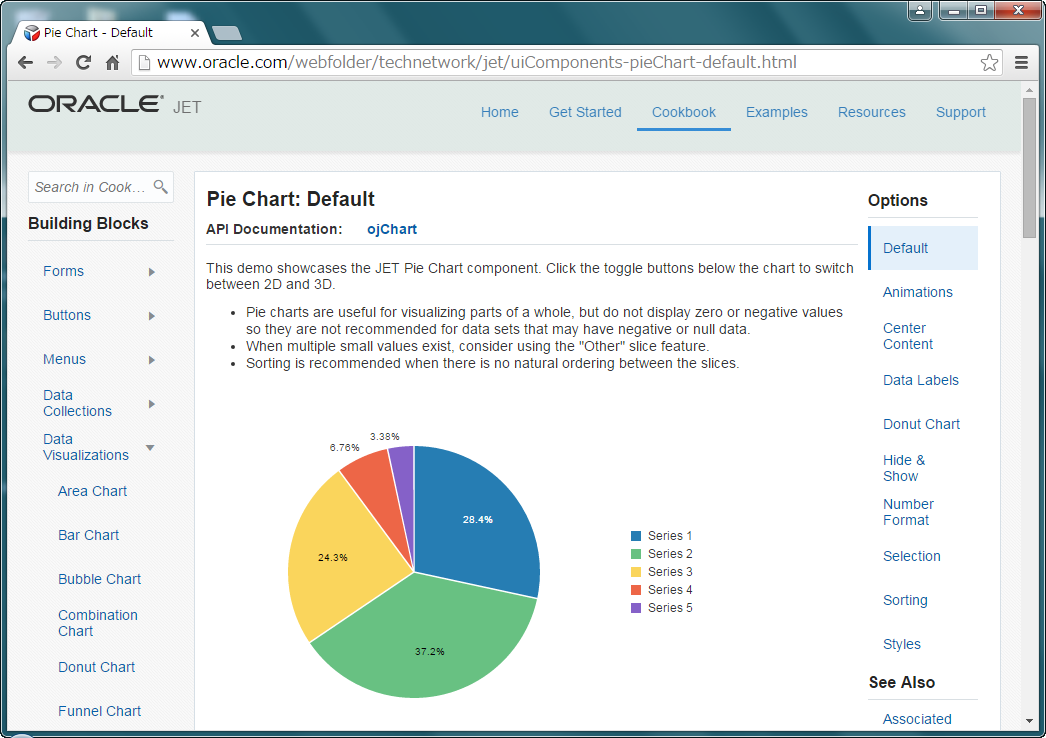 Pie Chart - Default
www.oracle.com/webfolder/technetwork/jet/uiComponents-pieChart-default.html
ORACLE® JET
Home
Get Started
Cookbook
Examples
Resources
Support
Search in Cook...
Building Blocks
Forms
Buttons
Menus
Data
Collections
Data
Visualizations
Area Chart
Bar Chart
Bubble Chart
Combination
Chart
Donut Chart
Funnel Chart
Pie Chart: Default
API Documentation: ojChart
This demo showcases the JET Pie Chart component. Click the toggle buttons below the chart to switch
between 2D and 3D.
• Pie charts are useful for visualizing parts of a whole, but do not display zero or negative values
so they are not recommended for data sets that may have negative or null data.
• When multiple small values exist, consider using the "Other" slice feature.
• Sorting is recommended when there is no natural ordering between the slices.
3.38%
6.76%
28.4%
24.3%
37.2%
Series 1
Series 2
Series 3
Series 4
Series 5
Options
Default
Animations
Center
Content
Data Labels
Donut Chart
Hide &
Show
Number
Format
Selection
Sorting
Styles
See Also
Associated